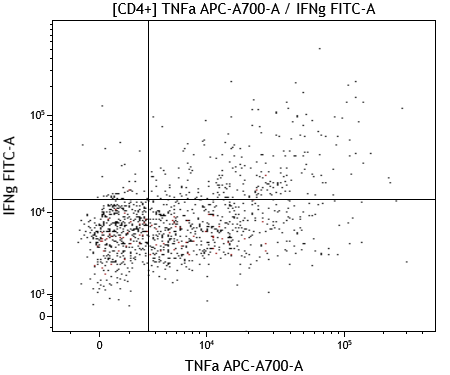 [CD4+] TNFa APC-A700-A / IFNg FITC-A
10⁵
10⁴
10³
0
IFNg FITC-A
0
10⁴
10⁵
TNFa APC-A700-A